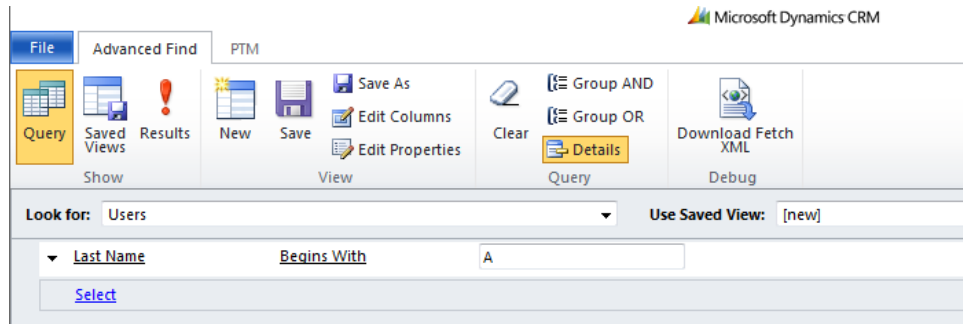 Microsoft Dynamics CRM
File Advanced Find PTM
Query
Saved Views
Results
New
Save
Save As
Edit Columns
Edit Properties
Clear
Group AND
Group OR
Details
Download Fetch XML
Show View Query Debug
Look for: Users Use Saved View: [new]
Last Name Begins With A
Select